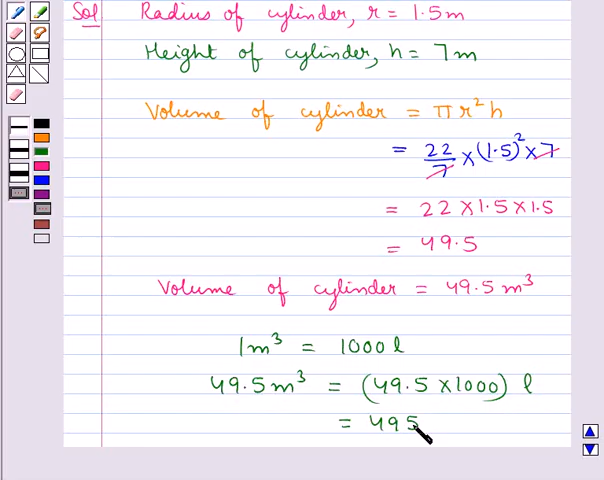 Sol Radius of cylinder, r = 1.5m
Height of cylinder, h = 7m
Volume of cylinder = πr²h
= 22/7 × (1.5)² × 7
= 22 × 1.5 × 1.5
= 49.5
Volume of cylinder = 49.5 m³
1m³ = 1000 l
49.5m³ = (49.5 × 1000) l
= 495